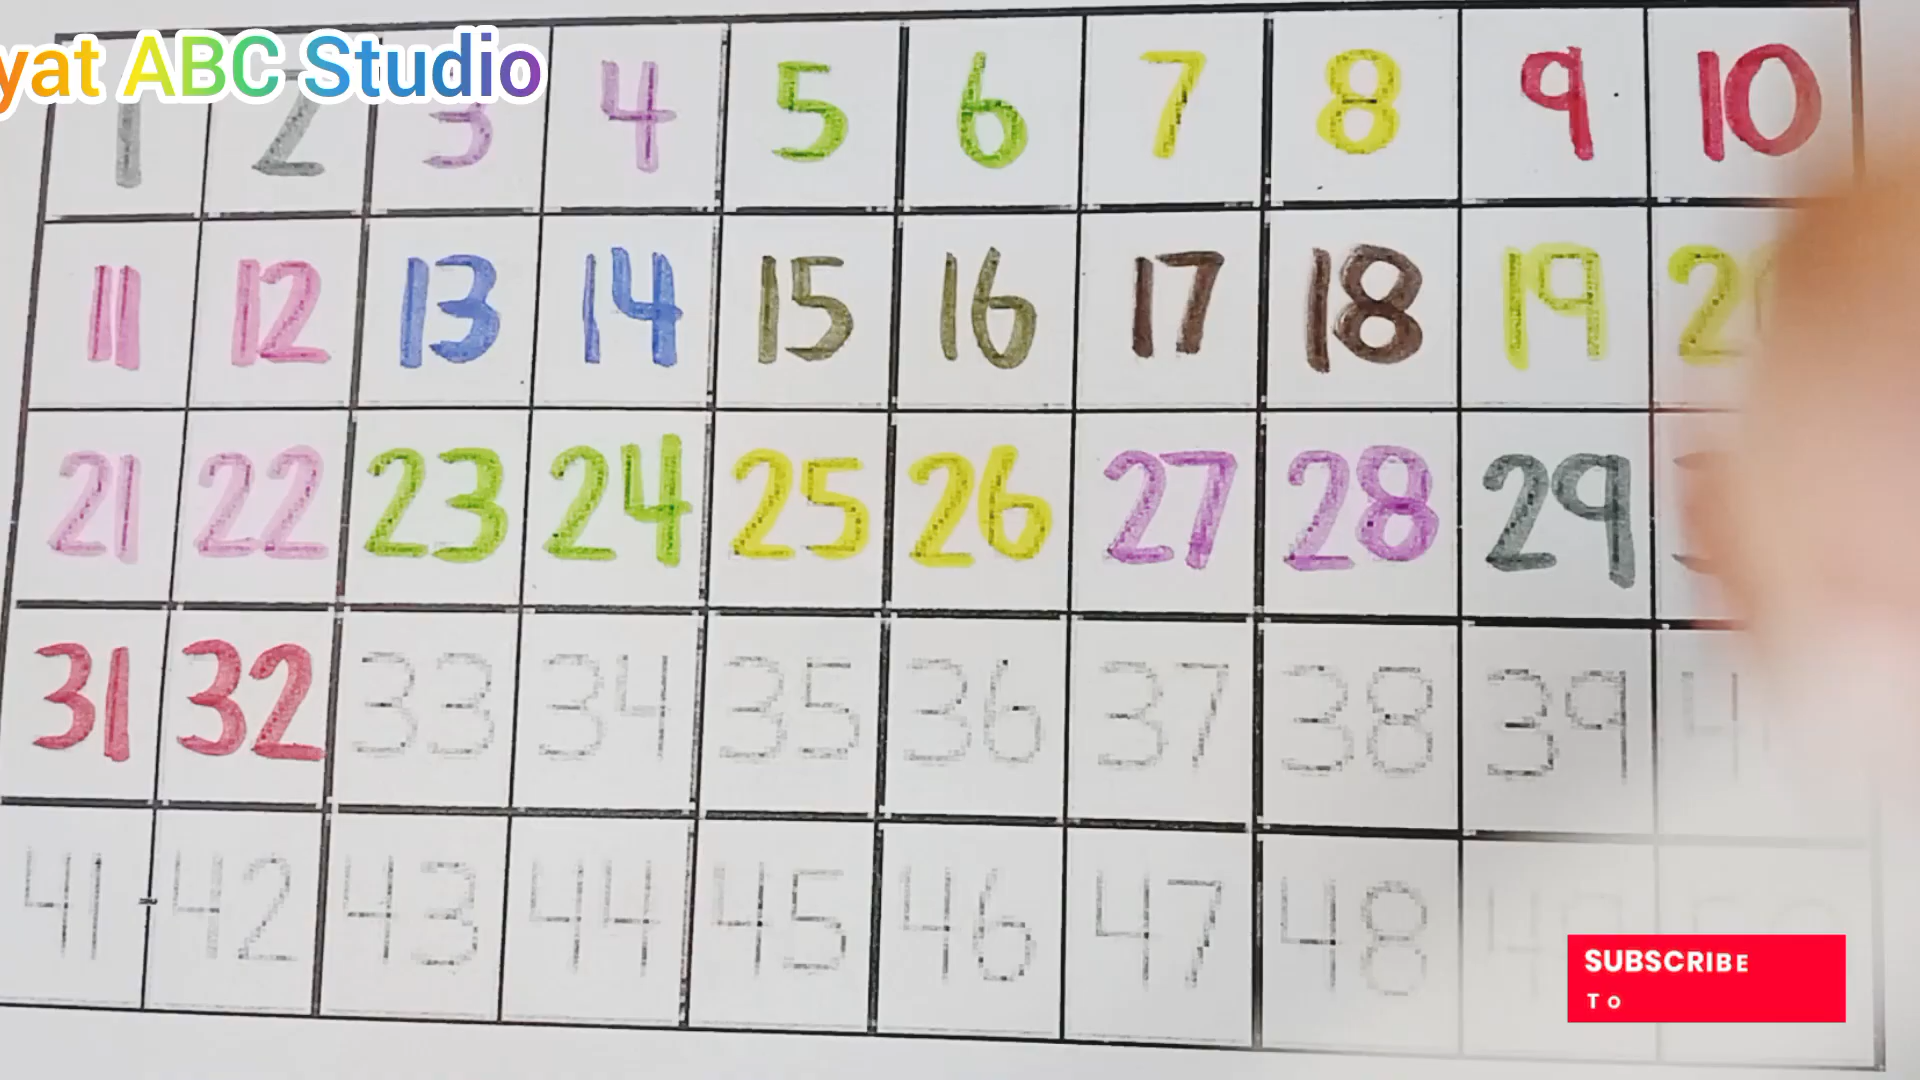 yat ABC Studio
1 2 3 4 5 6 7 8 9 10
11 12 13 14 15 16 17 18 19 20
21 22 23 24 25 26 27 28 29
31 32 33 34 35 36 37 38 39
41 42 43 44 45 46 47 48
SUBSCRIBE
TO